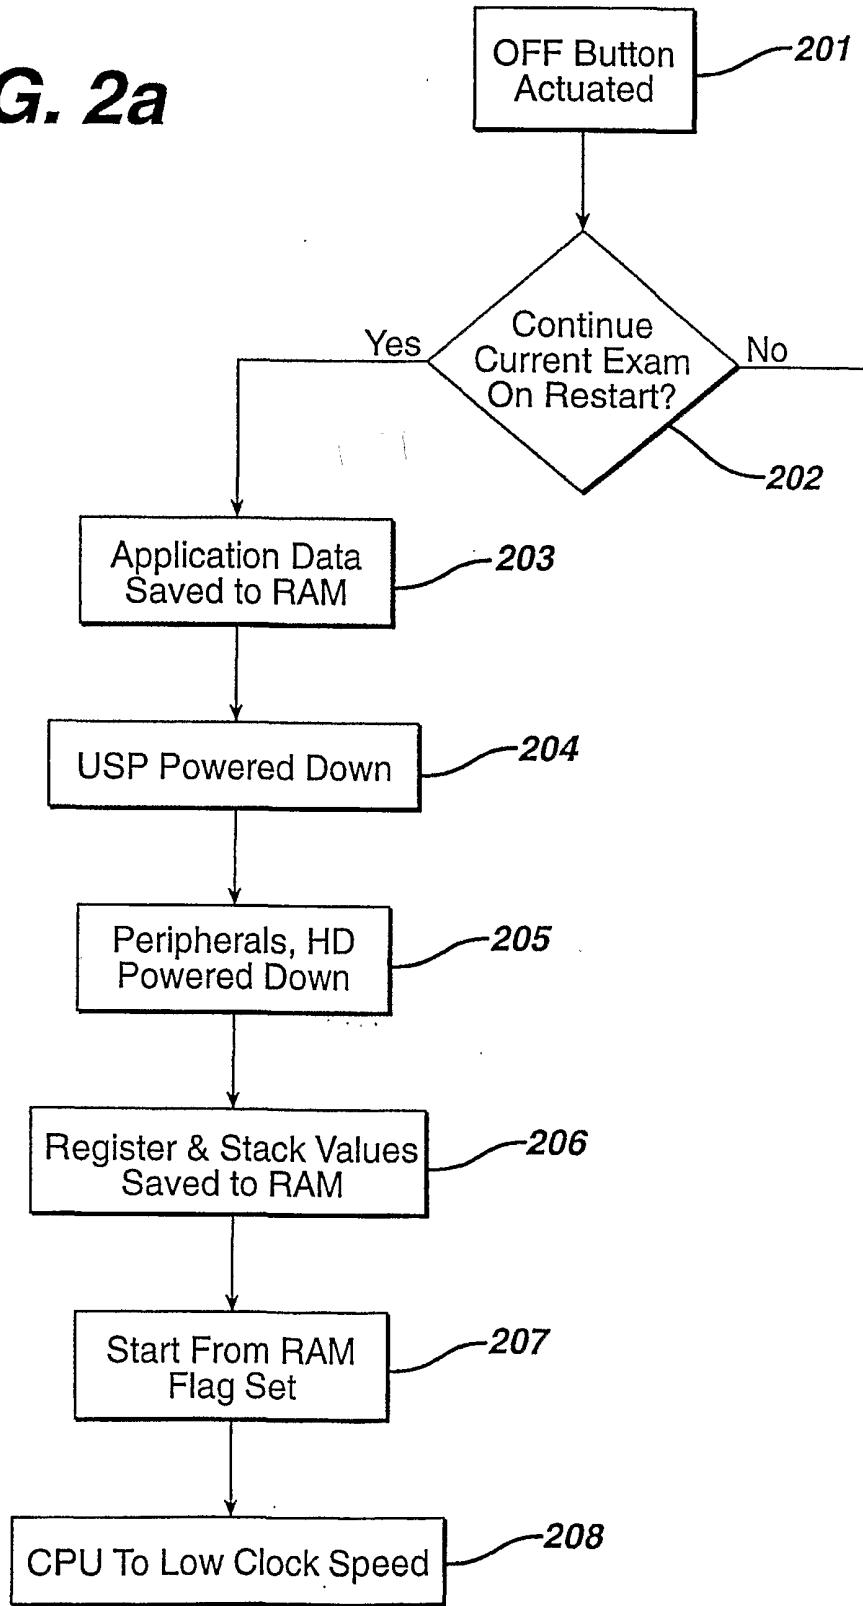 G. 2a
OFF Button
Actuated
201
Continue
Current Exam
On Restart?
Yes
No
202
Application Data
Saved to RAM
203
USP Powered Down
204
Peripherals, HD
Powered Down
205
Register & Stack Values
Saved to RAM
206
Start From RAM
Flag Set
207
CPU To Low Clock Speed
208